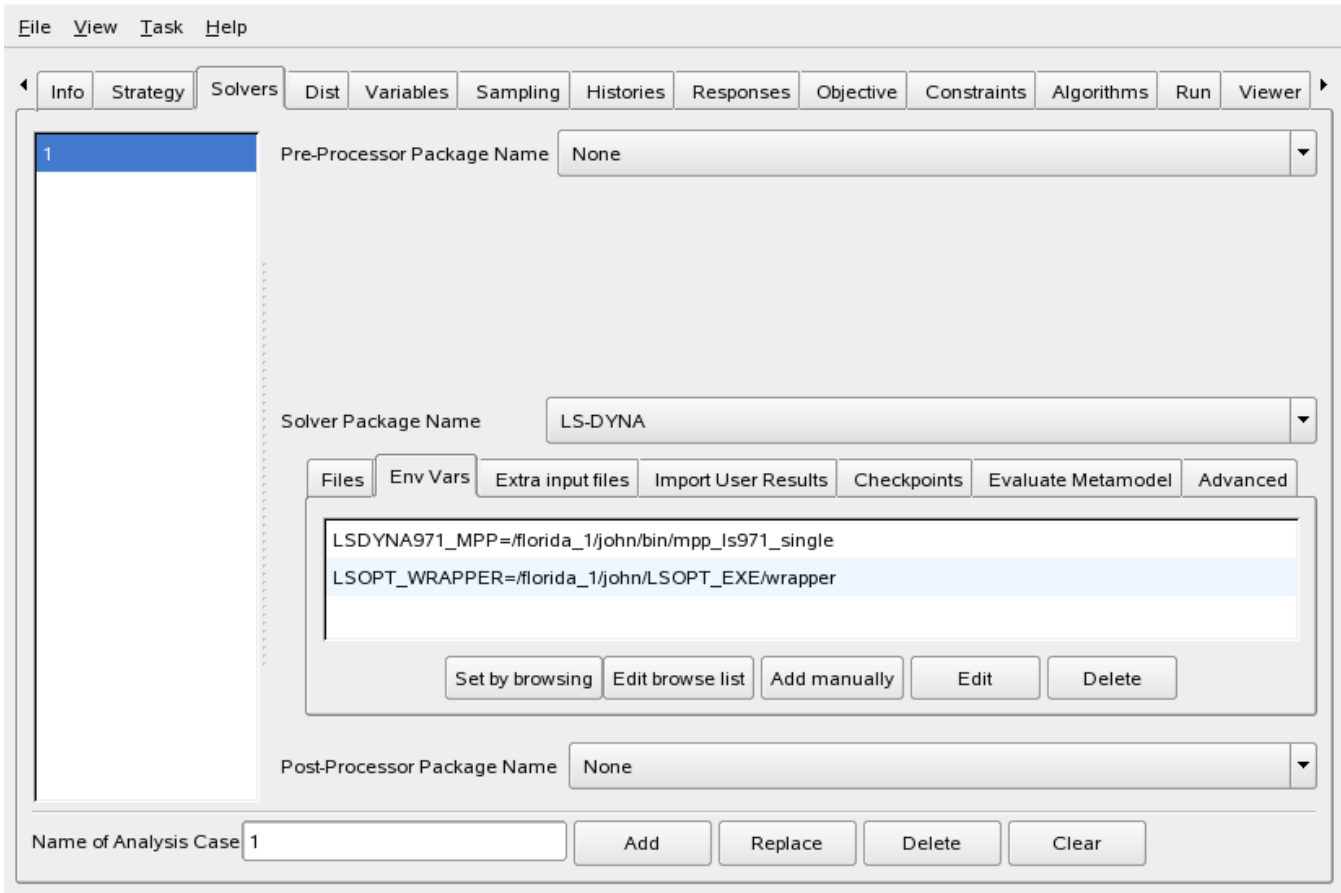 File View Task Help
Info Strategy Solvers Dist Variables Sampling Histories Responses Objective Constraints Algorithms Run Viewer
1
Pre-Processor Package Name None
Solver Package Name LS-DYNA
Files Env Vars Extra input files Import User Results Checkpoints Evaluate Metamodel Advanced
LSDYNA971_MPP=/florida_1/john/bin/mpp_ls971_single
LSOPT_WRAPPER=/florida_1/john/LSOPT_EXE/wrapper
Set by browsing Edit browse list Add manually Edit Delete
Post-Processor Package Name None
Name of Analysis Case 1 Add Replace Delete Clear